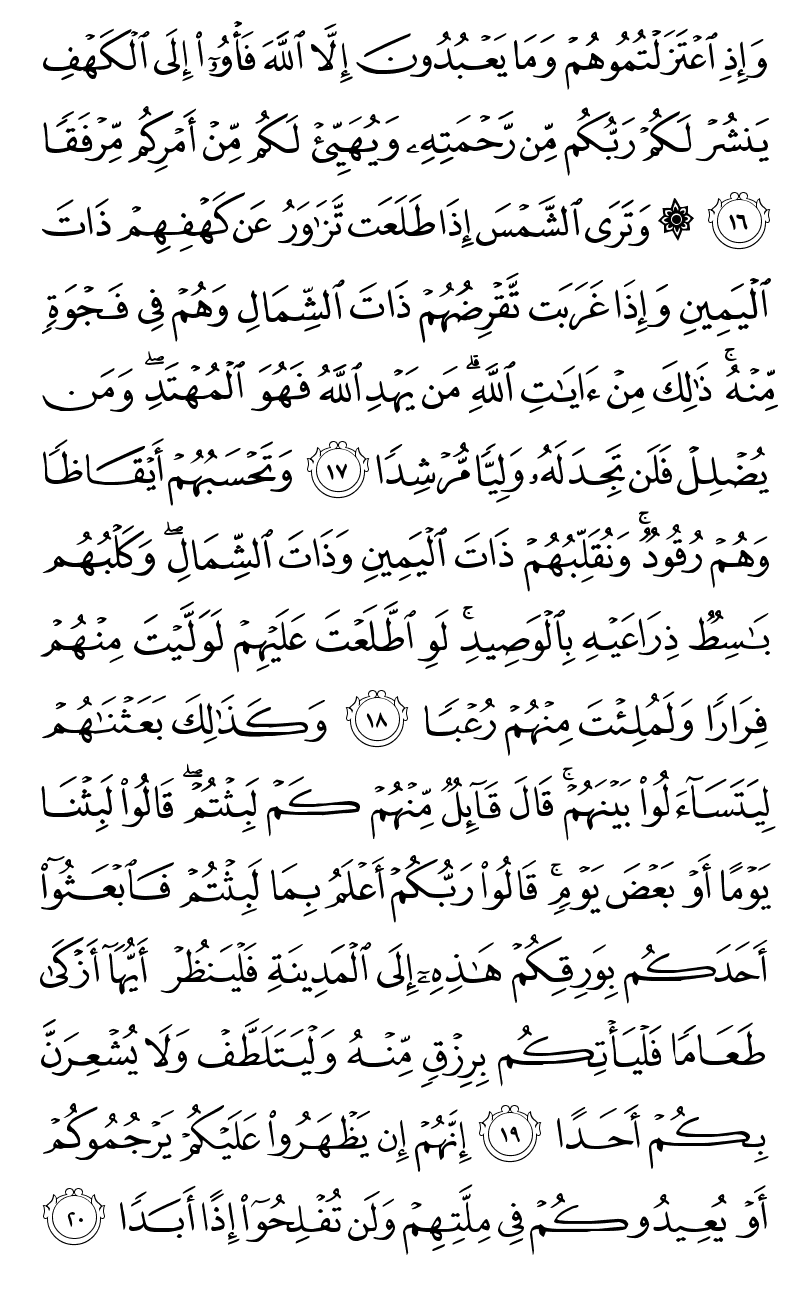 وَإِذِ ٱعْتَزَلْتُمُوهُمْ وَمَا يَعْبُدُونَ إِلَّا ٱللَّهَ فَأْوُۥٓا۟ إِلَى ٱلْكَهْفِ
يَنشُرْ لَكُمْ رَبُّكُم مِّن رَّحْمَتِهِۦ وَيُهَيِّئْ لَكُم مِّنْ أَمْرِكُم مِّرْفَقًا
١٦ ۞ وَتَرَى ٱلشَّمْسَ إِذَا طَلَعَت تَّزَٰوَرُ عَن كَهْفِهِمْ ذَاتَ
ٱلْيَمِينِ وَإِذَا غَرَبَت تَّقْرِضُهُمْ ذَاتَ ٱلشِّمَالِ وَهُمْ فِى فَجْوَةٍ
مِّنْهُ ۚ ذَٰلِكَ مِنْ ءَايَـٰتِ ٱللَّهِ ۗ مَن يَهْدِ ٱللَّهُ فَهُوَ ٱلْمُهْتَدِ ۖ وَمَن
يُضْلِلْ فَلَن تَجِدَ لَهُۥ وَلِيًّا مُّرْشِدًا ١٧ وَتَحْسَبُهُمْ أَيْقَاظًا
وَهُمْ رُقُودٌ ۚ وَنُقَلِّبُهُمْ ذَاتَ ٱلْيَمِينِ وَذَاتَ ٱلشِّمَالِ ۖ وَكَلْبُهُم
بَـٰسِطٌ ذِرَاعَيْهِ بِٱلْوَصِيدِ ۚ لَوِ ٱطَّلَعْتَ عَلَيْهِمْ لَوَلَّيْتَ مِنْهُمْ
فِرَارًا وَلَمُلِئْتَ مِنْهُمْ رُعْبًا ١٨ وَكَذَٰلِكَ بَعَثْنَـٰهُمْ
لِيَتَسَآءَلُوا۟ بَيْنَهُمْ ۚ قَالَ قَآئِلٌ مِّنْهُمْ كَمْ لَبِثْتُمْ ۖ قَالُوا۟ لَبِثْنَا
يَوْمًا أَوْ بَعْضَ يَوْمٍ ۚ قَالُوا۟ رَبُّكُمْ أَعْلَمُ بِمَا لَبِثْتُمْ فَٱبْعَثُوٓا۟
أَحَدَكُم بِوَرِقِكُمْ هَـٰذِهِۦٓ إِلَى ٱلْمَدِينَةِ فَلْيَنظُرْ أَيُّهَآ أَزْكَىٰ
طَعَامًا فَلْيَأْتِكُم بِرِزْقٍ مِّنْهُ وَلْيَتَلَطَّفْ وَلَا يُشْعِرَنَّ
بِكُمْ أَحَدًا ١٩ إِنَّهُمْ إِن يَظْهَرُوا۟ عَلَيْكُمْ يَرْجُمُوكُمْ
أَوْ يُعِيدُوكُمْ فِى مِلَّتِهِمْ وَلَن تُفْلِحُوٓا۟ إِذًا أَبَدًا ٢٠